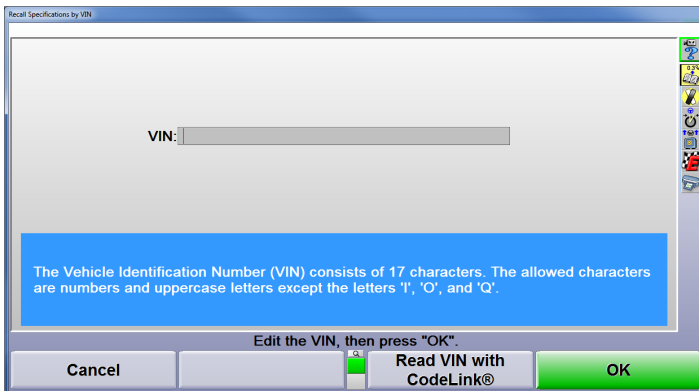 Recall Specifications by VIN
0.3%
VIN:
The Vehicle Identification Number (VIN) consists of 17 characters. The allowed characters
are numbers and uppercase letters except the letters 'I', 'O', and 'Q'.
Edit the VIN, then press "OK".
Cancel
Read VIN with
CodeLink®
OK